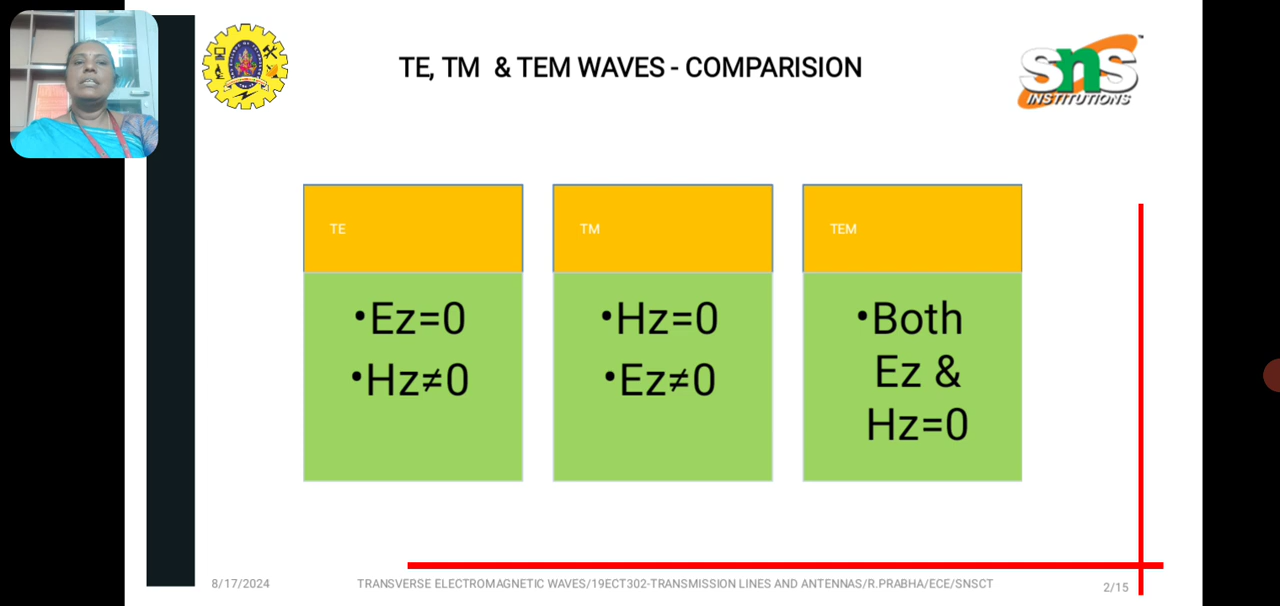 TE, TM & TEM WAVES - COMPARISION
SNS
INSTITUTIONS
TE
•Ez=0
•Hz≠0
TM
•Hz=0
•Ez≠0
TEM
•Both
Ez &
Hz=0
8/17/2024
TRANSVERSE ELECTROMAGNETIC WAVES/19ECT302-TRANSMISSION LINES AND ANTENNAS/R.PRABHA/ECE/SNSCT
2/15